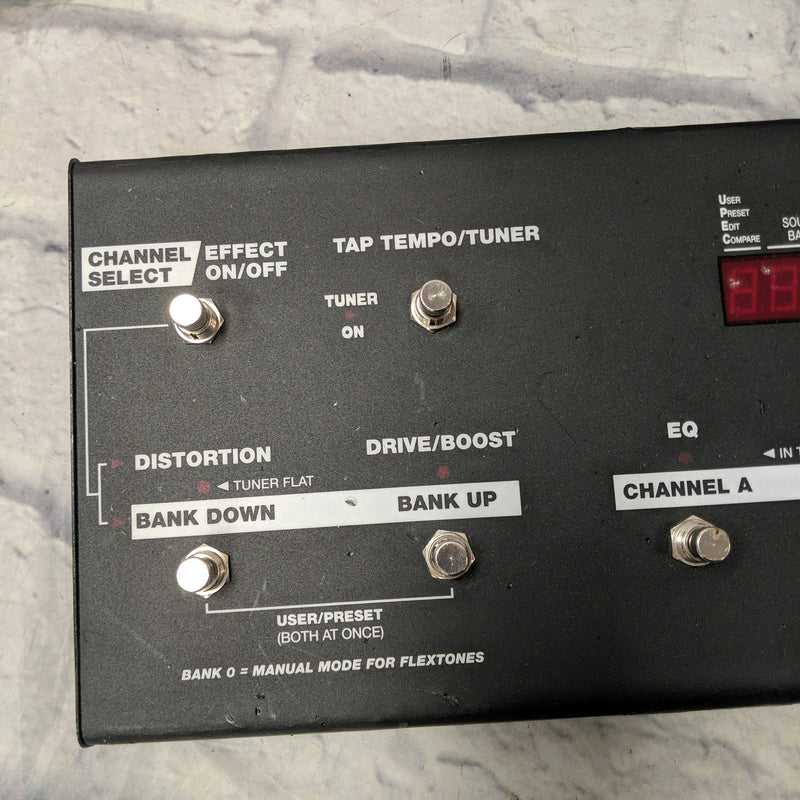 USER
PRESET
EDIT
COMPARE
CHANNEL
SELECT
EFFECT
ON/OFF
TAP TEMPO/TUNER
TUNER
ON
DISTORTION
DRIVE/BOOST
EQ
TUNER FLAT
IN
BANK DOWN
BANK UP
CHANNEL A
USER/PRESET
(BOTH AT ONCE)
BANK 0 = MANUAL MODE FOR FLEXTONES